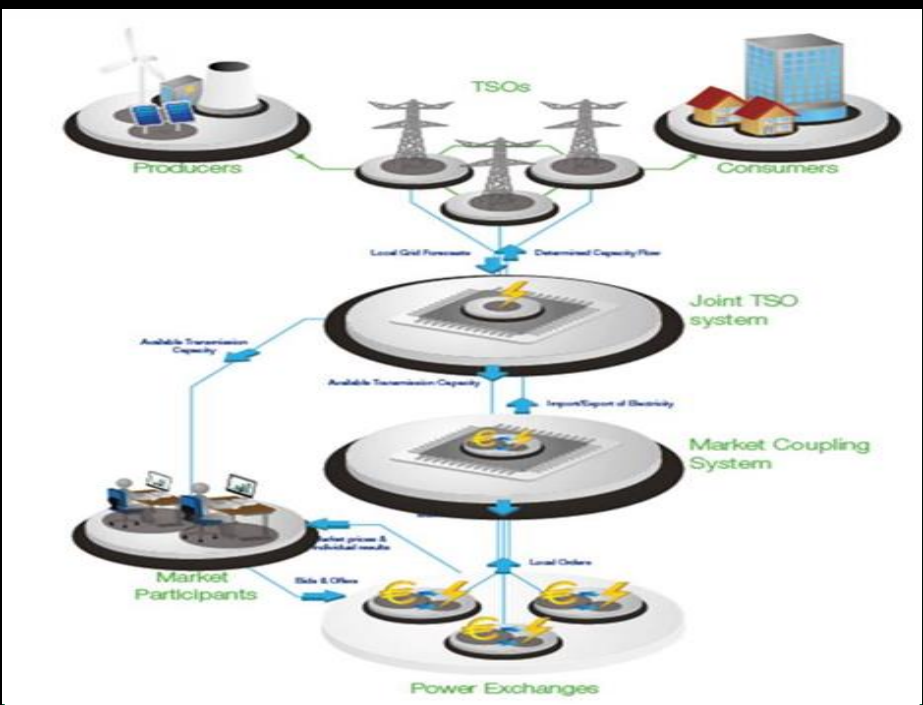 TSOs
Producers
Consumers
Local Grid Forecasts
Determined Capacity Flow
Joint TSO
system
Available Transmission
Capacity
Available Transmission Capacity
Import/Export of Electricity
Market Coupling
System
Market prices &
individual results
Local Orders
Market
Participants
Bids & Offers
Power Exchanges